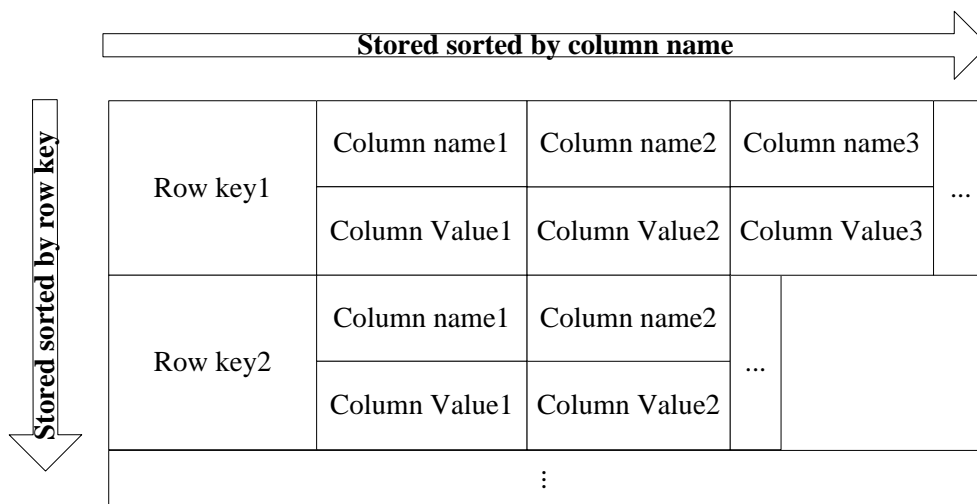 Stored sorted by column name
Stored sorted by row key
Row key1
Column name1
Column name2
Column name3
...
Column Value1
Column Value2
Column Value3
Row key2
Column name1
Column name2
...
Column Value1
Column Value2
⋮